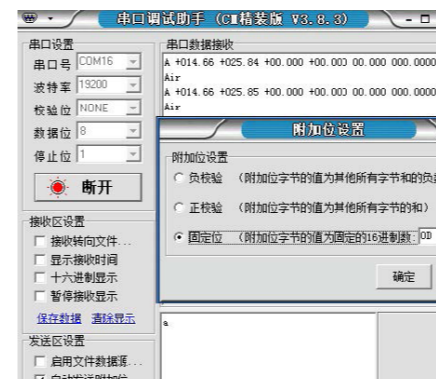 串口调试助手（CM精装版 V3.8.3）
串口设置
串口号 COM16
波特率 19200
校验位 NONE
数据位 8
停止位 1
断开
接收区设置
接收转向文件...
显示接收时间
十六进制显示
暂停接收显示
保存数据 清除显示
发送区设置
启用文件数据源...
自动发送附加位
串口数据接收
A +014.66 +025.84 +00.000 +00.000 00.000 000.0000
Air
A +014.66 +025.85 +00.000 +00.000 00.000 000.0000
Air
附加位设置
附加位设置
负校验 （附加位字节的值为其他所有字节和的负
正校验 （附加位字节的值为其他所有字节的和）
固定位 （附加位字节的值为固定的16进制数: 0D
确定
a